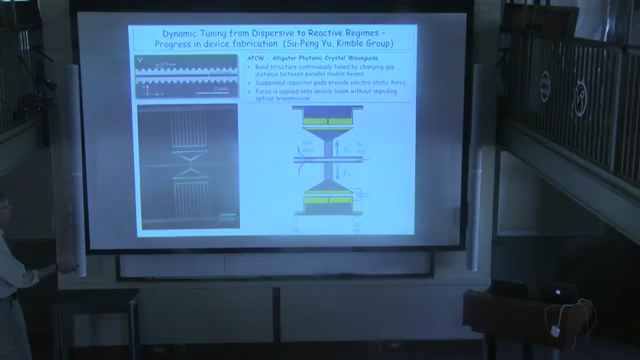 Dynamic Tuning from Dispersive to Reactive Regimes -
Progress in device fabrication (Su-Peng Yu, Kimble Group)
APCW - Alligator Photonic Crystal Waveguide
Band structure continuously tuned by changing gap
distance between parallel double beams
Suspended capacitor pads provide electro-static force
Force is applied onto double beam without impeding
optical transmission